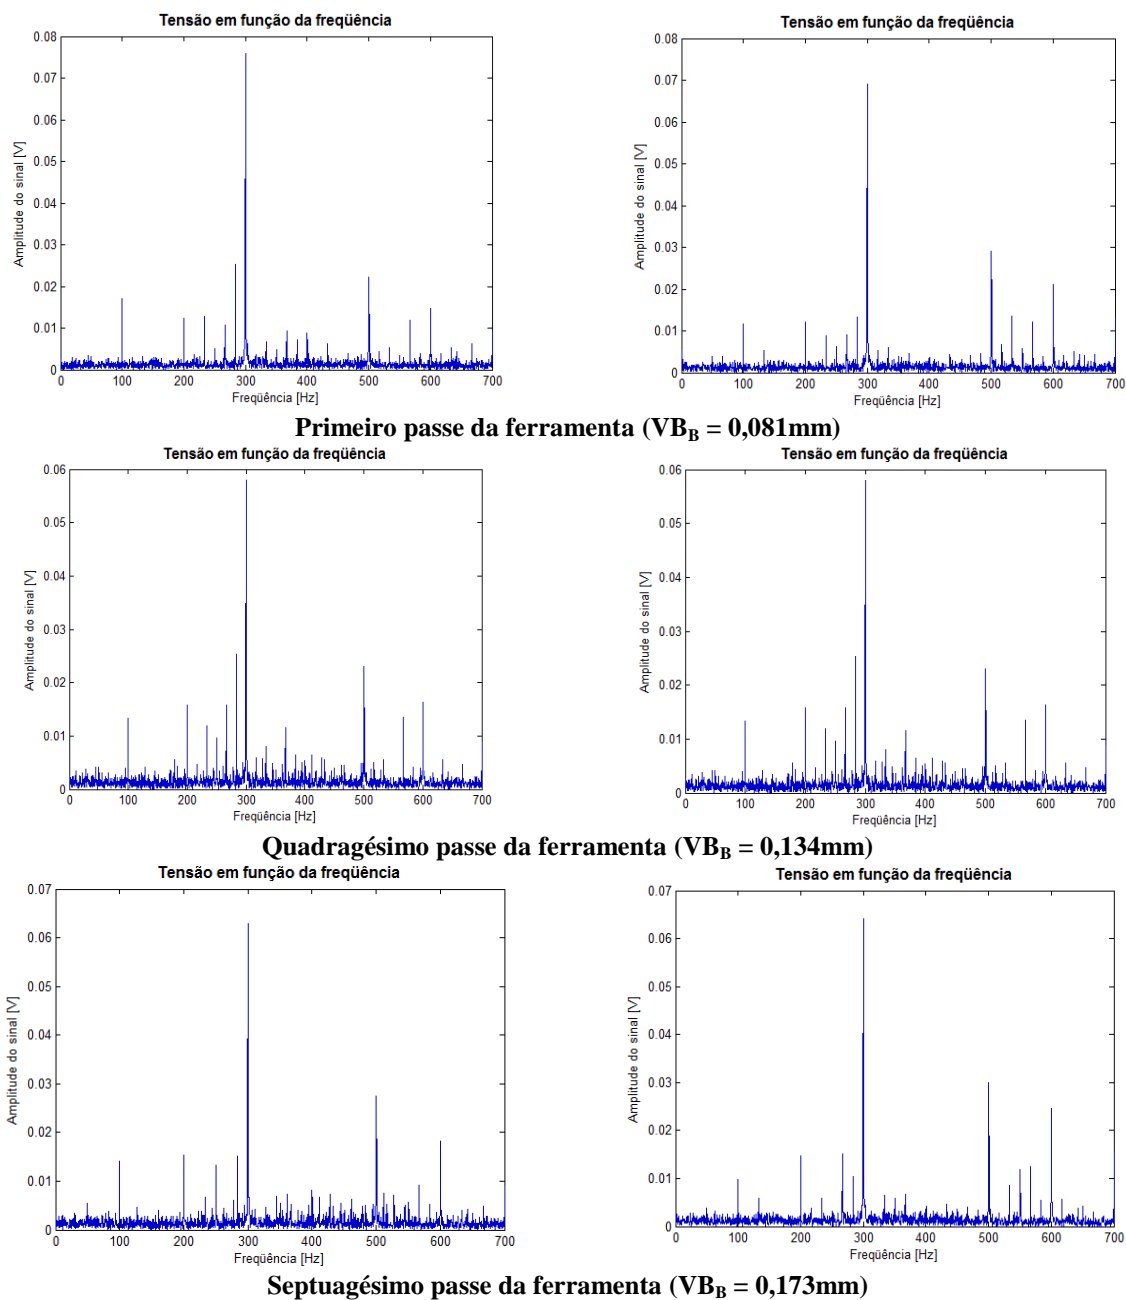 Tensão em função da freqüência
Tensão em função da freqüência
Amplitude do sinal [V]
0.08
0.07
0.06
0.05
0.04
0.03
0.02
0.01
0
0 100 200 300 400 500 600 700
Freqüência [Hz]
Amplitude do sinal [V]
0.08
0.07
0.06
0.05
0.04
0.03
0.02
0.01
0
0 100 200 300 400 500 600 700
Freqüência [Hz]
Primeiro passe da ferramenta (VB_B = 0,081mm)
Tensão em função da freqüência
Tensão em função da freqüência
Amplitude do sinal [V]
0.06
0.05
0.04
0.03
0.02
0.01
0
0 100 200 300 400 500 600 700
Freqüência [Hz]
Amplitude do sinal [V]
0.06
0.05
0.04
0.03
0.02
0.01
0
0 100 200 300 400 500 600 700
Freqüência [Hz]
Quadragésimo passe da ferramenta (VB_B = 0,134mm)
Tensão em função da freqüência
Tensão em função da freqüência
Amplitude do sinal [V]
0.07
0.06
0.05
0.04
0.03
0.02
0.01
0
0 100 200 300 400 500 600 700
Freqüência [Hz]
Amplitude do sinal [V]
0.07
0.06
0.05
0.04
0.03
0.02
0.01
0
0 100 200 300 400 500 600 700
Freqüência [Hz]
Septuagésimo passe da ferramenta (VB_B = 0,173mm)